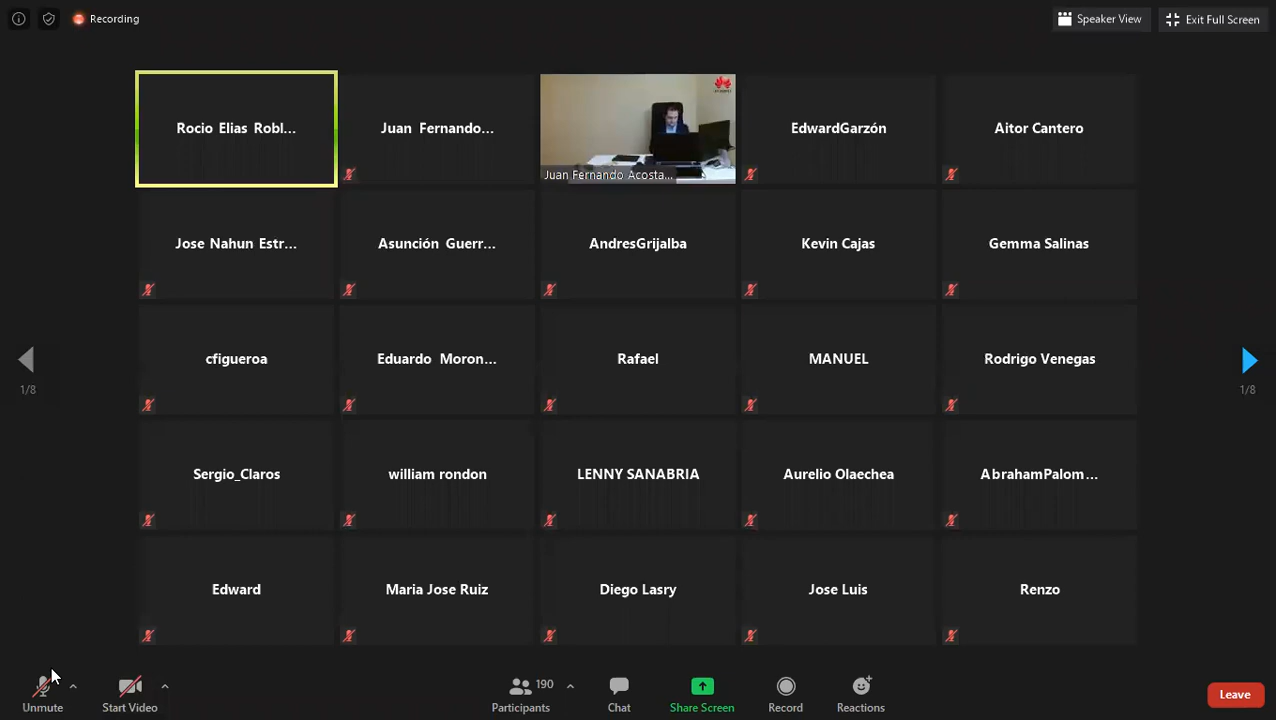 Recording
Speaker View
Exit Full Screen
Rocio Elias Robl...
Juan Fernando...
Juan Fernando Acosta...
EdwardGarzón
Aitor Cantero
Jose Nahun Estr...
Asunción Guerr...
AndresGrijalba
Kevin Cajas
Gemma Salinas
cfigueroa
Eduardo Moron...
Rafael
MANUEL
Rodrigo Venegas
1/8
1/8
Sergio_Claros
william rondon
LENNY SANABRIA
Aurelio Olaechea
AbrahamPalom...
Edward
Maria Jose Ruiz
Diego Lasry
Jose Luis
Renzo
Unmute
Start Video
190
Participants
Chat
Share Screen
Record
Reactions
Leave